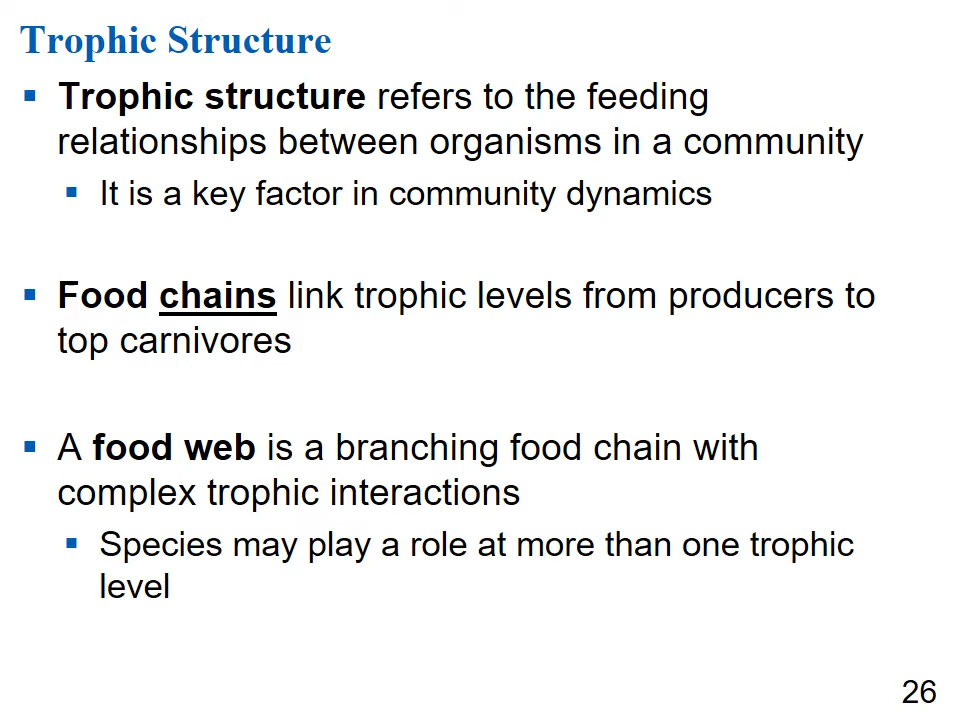 Trophic Structure
▪ Trophic structure refers to the feeding
relationships between organisms in a community
▪ It is a key factor in community dynamics
▪ Food chains link trophic levels from producers to
top carnivores
▪ A food web is a branching food chain with
complex trophic interactions
▪ Species may play a role at more than one trophic
level
26